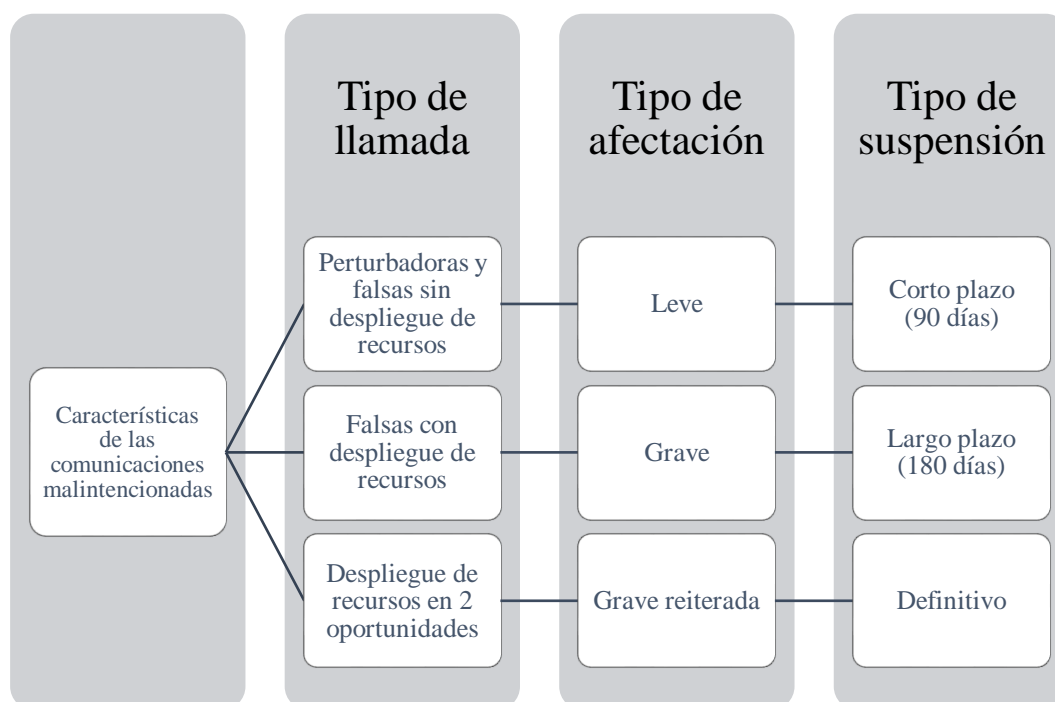 Tipo de
llamada
Tipo de
afectación
Tipo de
suspensión
Características
de las
comunicaciones
malintencionadas
Perturbadoras y
falsas sin
despliegue de
recursos
Leve
Corto plazo
(90 días)
Falsas con
despliegue de
recursos
Grave
Largo plazo
(180 días)
Despliegue de
recursos en 2
oportunidades
Grave reiterada
Definitivo